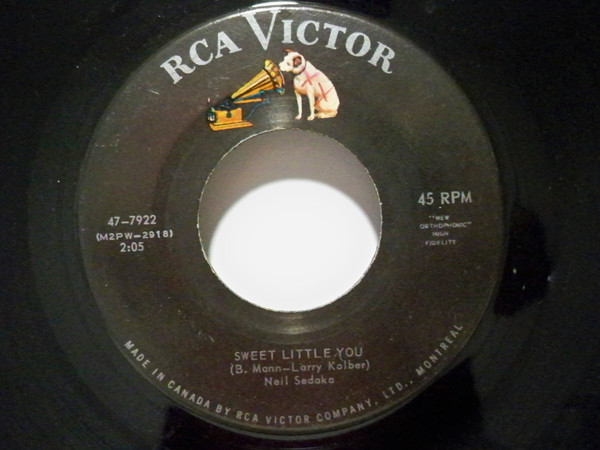 RCA VICTOR
47-7922
(M2PW-2918)
2:05
45 RPM
"NEW
ORTHOPHONIC"
HIGH
FIDELITY
SWEET LITTLE YOU
(B. Mann-Larry Kolber)
Neil Sedaka
MADE IN CANADA BY RCA VICTOR COMPANY, LTD., MONTREAL